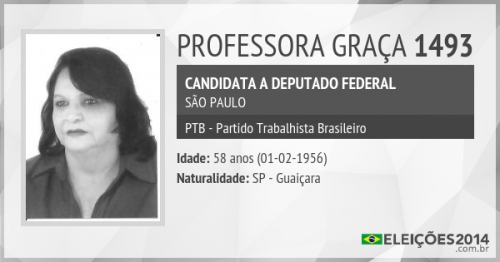 PROFESSORA GRAÇA 1493
CANDIDATA A DEPUTADO FEDERAL
SÃO PAULO
PTB - Partido Trabalhista Brasileiro
Idade: 58 anos (01-02-1956)
Naturalidade: SP - Guaiçara
ELEIÇÕES2014
.com.br